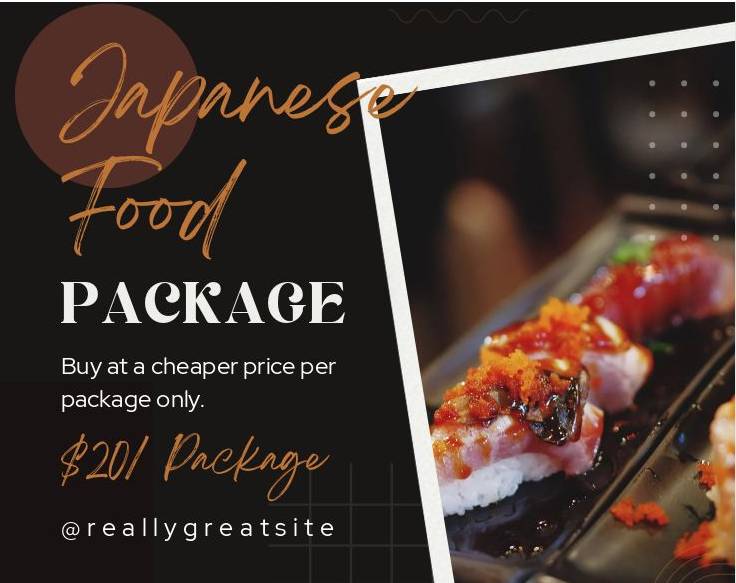 Japanese
Food
PACKAGE
Buy at a cheaper price per
package only.
$20/ Package
@reallygreatsite